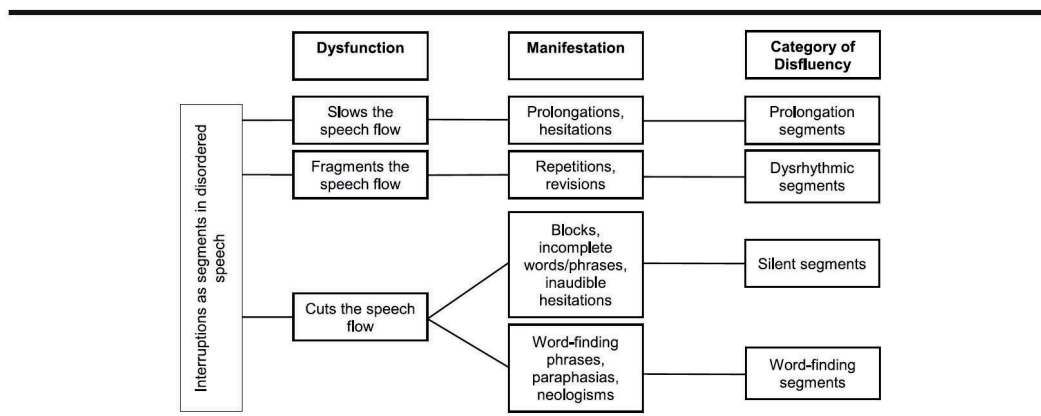 Dysfunction
Manifestation
Category of
Disfluency
Interruptions as segments in disordered
speech
Slows the
speech flow
Prolongations,
hesitations
Prolongation
segments
Fragments the
speech flow
Repetitions,
revisions
Dysrhythmic
segments
Cuts the speech
flow
Blocks,
incomplete
words/phrases,
inaudible
hesitations
Silent segments
Word-finding
phrases,
paraphasias,
neologisms
Word-finding
segments